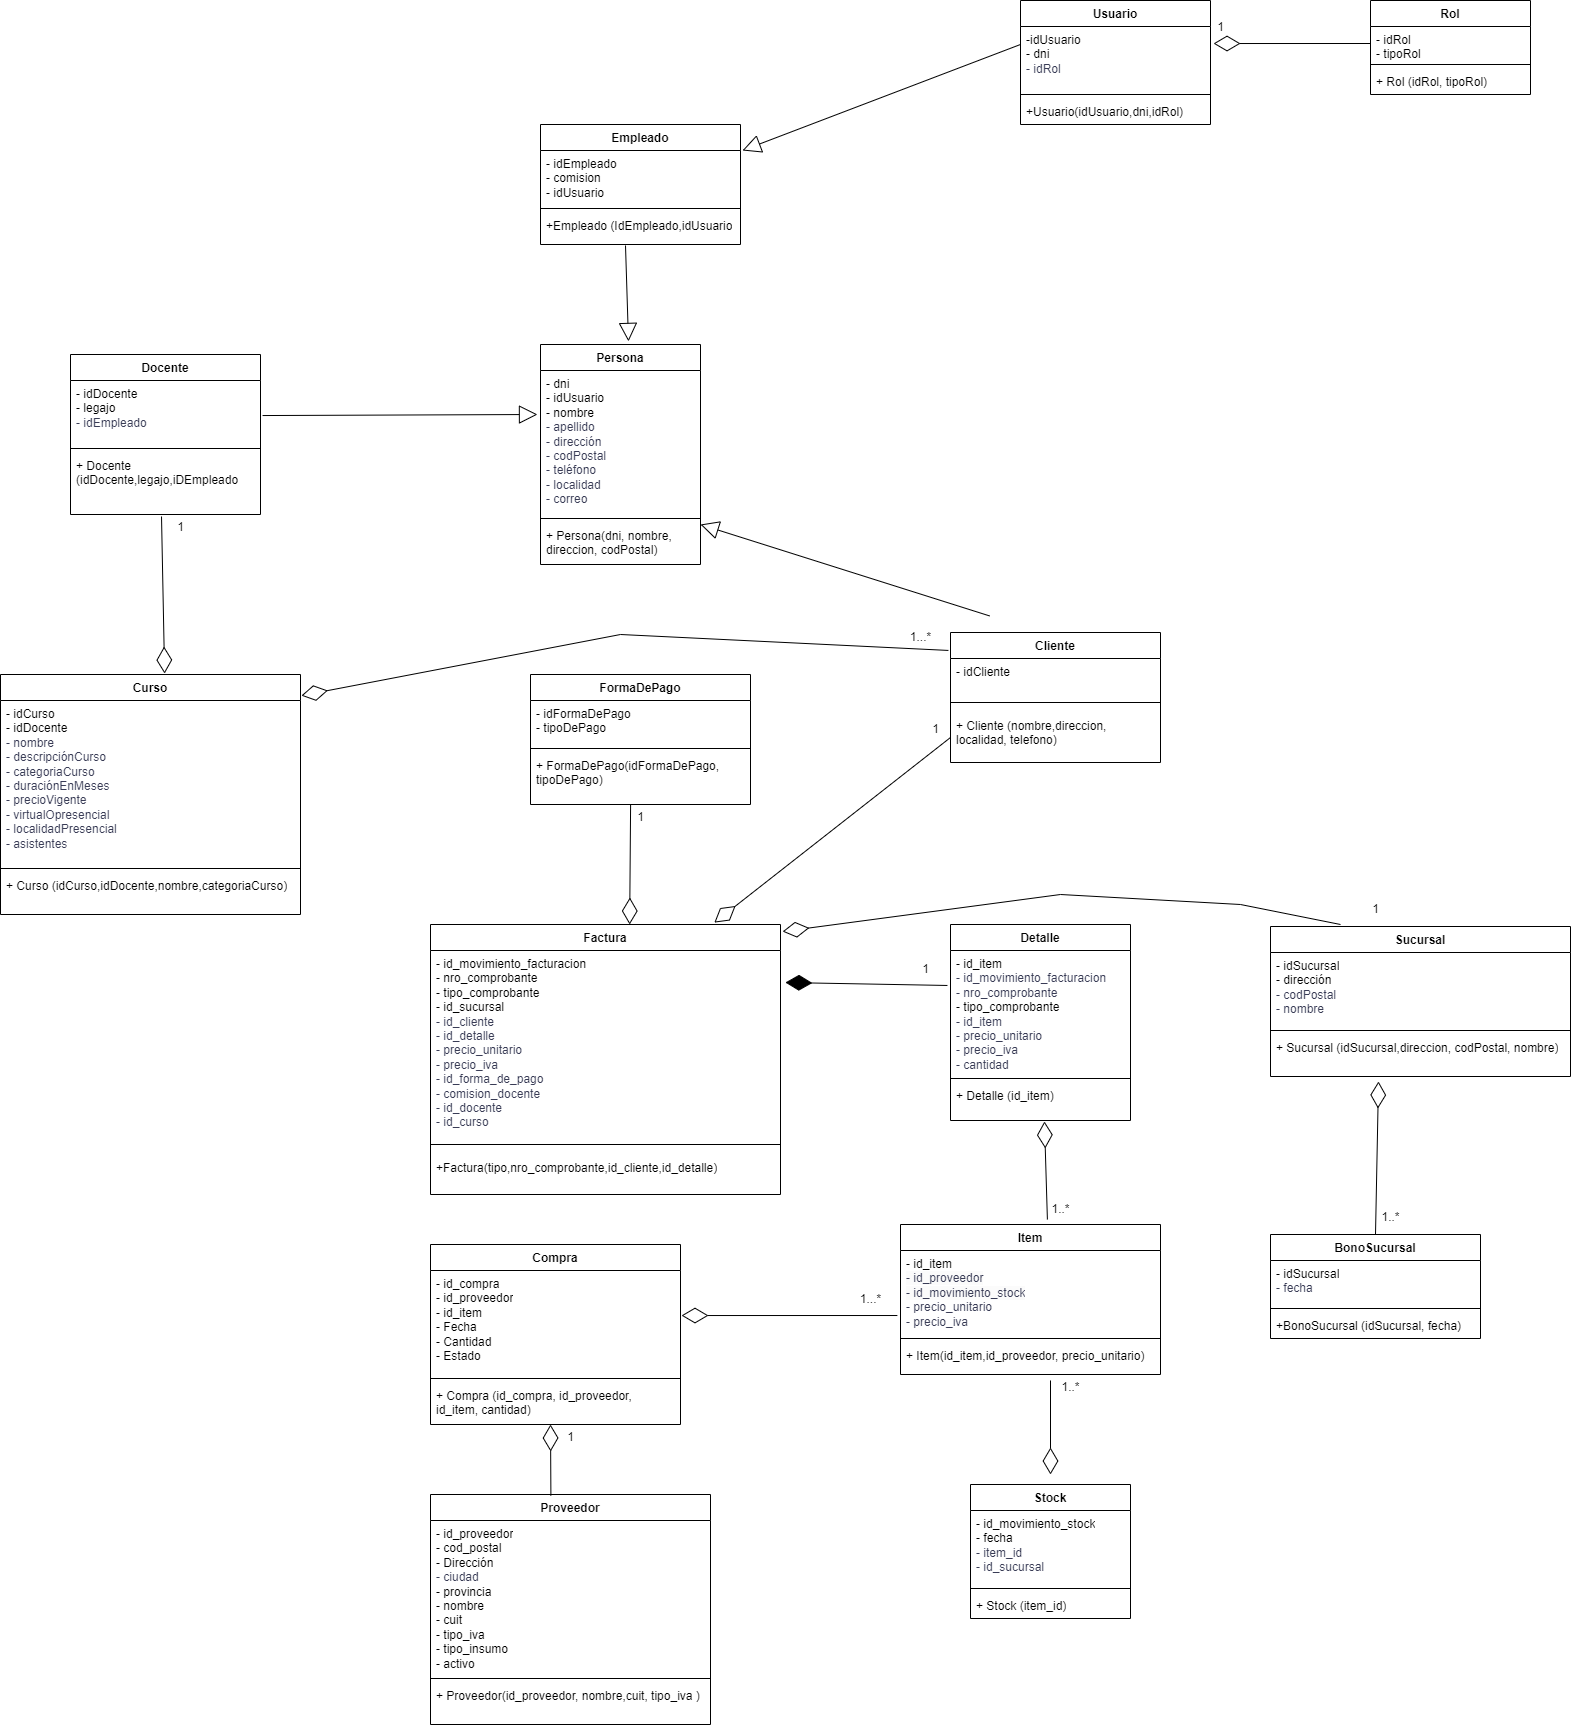 Usuario
-idUsuario
- dni
- idRol
+Usuario(idUsuario,dni,idRol)
1
Rol
- idRol
- tipoRol
+ Rol (idRol, tipoRol)
Empleado
- idEmpleado
- comision
- idUsuario
+Empleado (IdEmpleado,idUsuario
Docente
- idDocente
- legajo
- idEmpleado
+ Docente
(idDocente,legajo,iDEmpleado
1
Persona
- dni
- idUsuario
- nombre
- apellido
- dirección
- codPostal
- teléfono
- localidad
- correo
+ Persona(dni, nombre,
direccion, codPostal)
1...*
Cliente
- idCliente
+ Cliente (nombre,direccion,
localidad, telefono)
1
Curso
- idCurso
- idDocente
- nombre
- descripciónCurso
- categoriaCurso
- duraciónEnMeses
- precioVigente
- virtualOpresencial
- localidadPresencial
- asistentes
+ Curso (idCurso,idDocente,nombre,categoriaCurso)
FormaDePago
- idFormaDePago
- tipoDePago
+ FormaDePago(idFormaDePago,
tipoDePago)
1
Factura
- id_movimiento_facturacion
- nro_comprobante
- tipo_comprobante
- id_sucursal
- id_cliente
- id_detalle
- precio_unitario
- precio_iva
- id_forma_de_pago
- comision_docente
- id_docente
- id_curso
+Factura(tipo,nro_comprobante,id_cliente,id_detalle)
1
Detalle
- id_item
- id_movimiento_facturacion
- nro_comprobante
- tipo_comprobante
- id_item
- precio_unitario
- precio_iva
- cantidad
+ Detalle (id_item)
1
Sucursal
- idSucursal
- dirección
- codPostal
- nombre
+ Sucursal (idSucursal,direccion, codPostal, nombre)
1..*
1..*
BonoSucursal
- idSucursal
- fecha
+BonoSucursal (idSucursal, fecha)
Compra
- id_compra
- id_proveedor
- id_item
- Fecha
- Cantidad
- Estado
+ Compra (id_compra, id_proveedor,
id_item, cantidad)
1
1...*
Item
- id_item
- id_proveedor
- id_movimiento_stock
- precio_unitario
- precio_iva
+ Item(id_item,id_proveedor, precio_unitario)
1..*
Stock
- id_movimiento_stock
- fecha
- item_id
- id_sucursal
+ Stock (item_id)
Proveedor
- id_proveedor
- cod_postal
- Dirección
- ciudad
- provincia
- nombre
- cuit
- tipo_iva
- tipo_insumo
- activo
+ Proveedor(id_proveedor, nombre,cuit, tipo_iva )